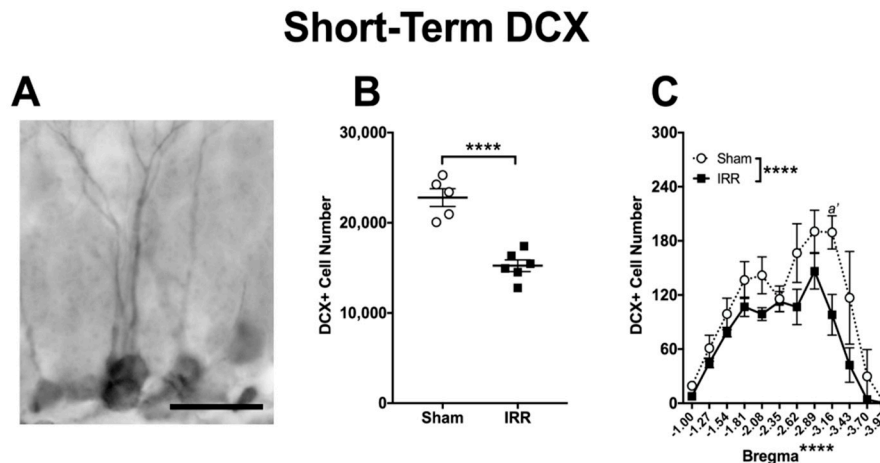 Short-Term DCX
A
B
C
30,000
20,000
10,000
0
DCX+ Cell Number
****
Sham
IRR
300
240
180
120
60
0
DCX+ Cell Number
Sham
IRR
****
a'
-1.00
-1.27
-1.54
-1.81
-2.08
-2.35
-2.62
-2.89
-3.16
-3.43
-3.70
Bregma****